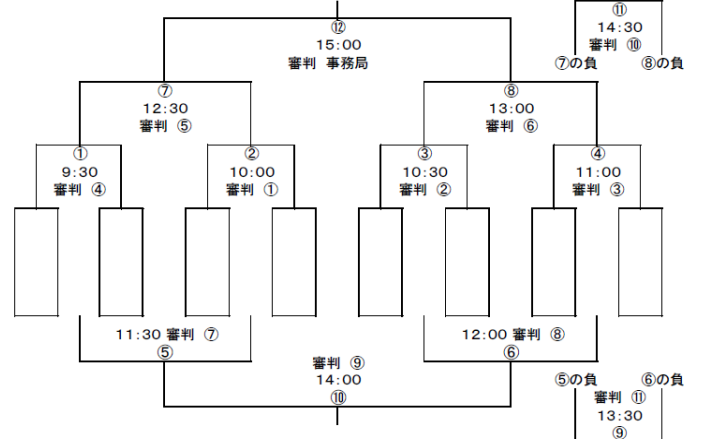 ⑫
15:00
審判 事務局
⑪
14:30
審判 ⑩
⑦の負 ⑧の負
⑦
12:30
審判 ⑤
⑧
13:00
審判 ⑥
①
9:30
審判 ④
②
10:00
審判 ①
③
10:30
審判 ②
④
11:00
審判 ③
11:30 審判 ⑦
⑤
12:00 審判 ⑧
⑥
審判 ⑨
14:00
⑩
⑤の負 ⑥の負
審判 ⑪
13:30
⑨